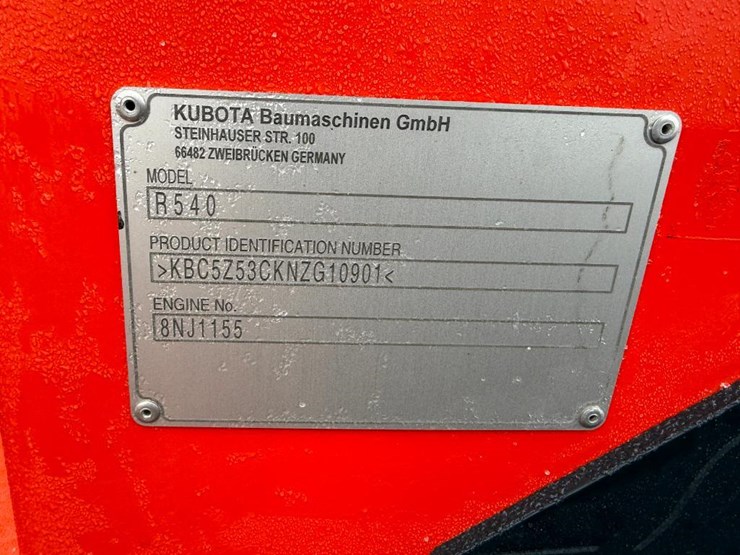 KUBOTA Baumaschinen GmbH
STEINHAUSER STR. 100
66482 ZWEIBRÜCKEN GERMANY
MODEL
R540
PRODUCT IDENTIFICATION NUMBER
>KBC5Z53CKNZG10901<
ENGINE No.
8NJ1155